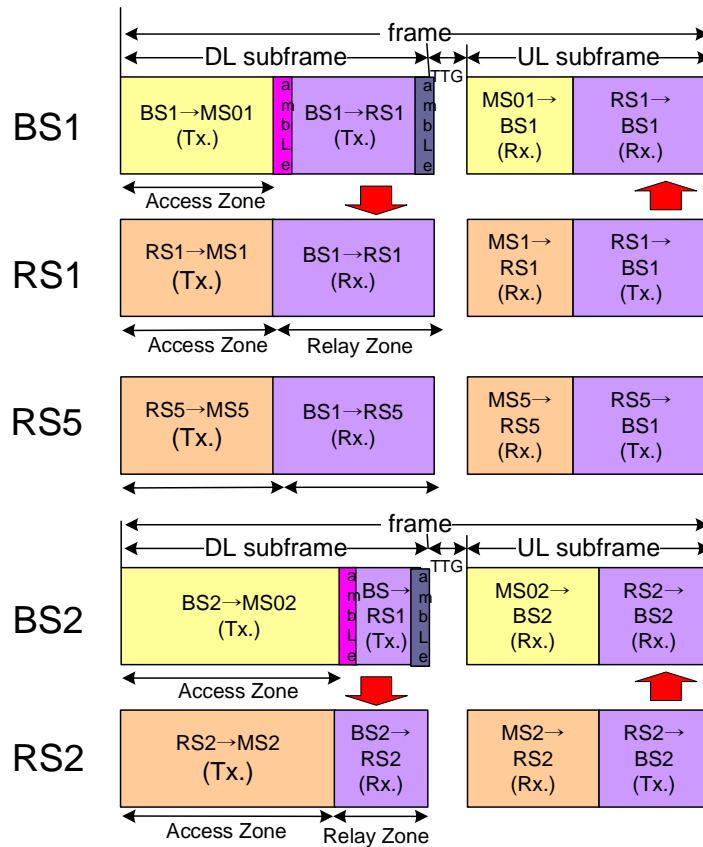 frame
DL subframe
TTG
UL subframe
BS1
BS1→MS01
(Tx.)
a
m
b
L
e
BS1→RS1
(Tx.)
a
m
b
L
e
MS01→
BS1
(Rx.)
RS1→
BS1
(Rx.)
Access Zone
RS1
RS1→MS1
(Tx.)
BS1→RS1
(Rx.)
MS1→
RS1
(Rx.)
RS1→
BS1
(Tx.)
Access Zone
Relay Zone
RS5
RS5→MS5
(Tx.)
BS1→RS5
(Rx.)
MS5→
RS5
(Rx.)
RS5→
BS1
(Tx.)
frame
DL subframe
TTG
UL subframe
BS2
BS2→MS02
(Tx.)
a
m
b
L
e
BS→
RS1
(Tx.)
a
m
b
L
e
MS02→
BS2
(Rx.)
RS2→
BS2
(Rx.)
Access Zone
RS2
RS2→MS2
(Tx.)
BS2→
RS2
(Rx.)
MS2→
RS2
(Rx.)
RS2→
BS2
(Tx.)
Access Zone
Relay Zone